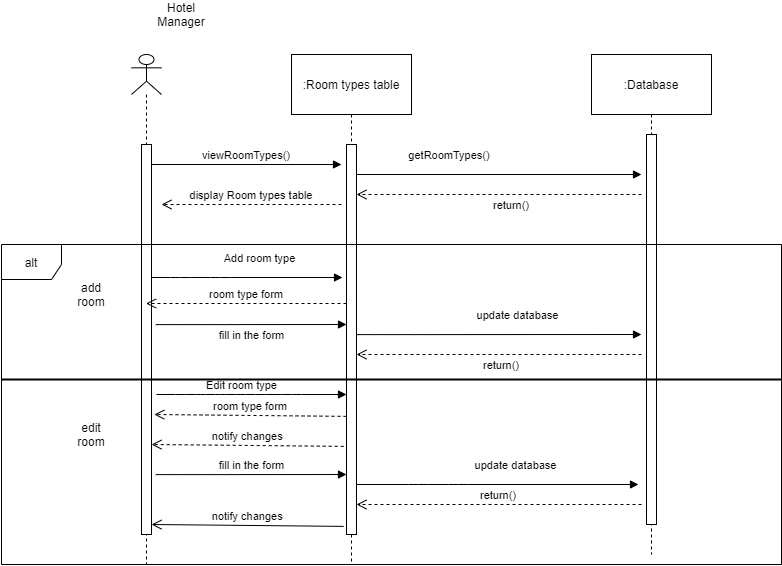 Hotel
Manager
:Room types table
:Database
viewRoomTypes()
getRoomTypes()
display Room types table
return()
alt
Add room type
add
room
room type form
update database
fill in the form
return()
Edit room type
room type form
edit
room
notify changes
fill in the form
update database
return()
notify changes